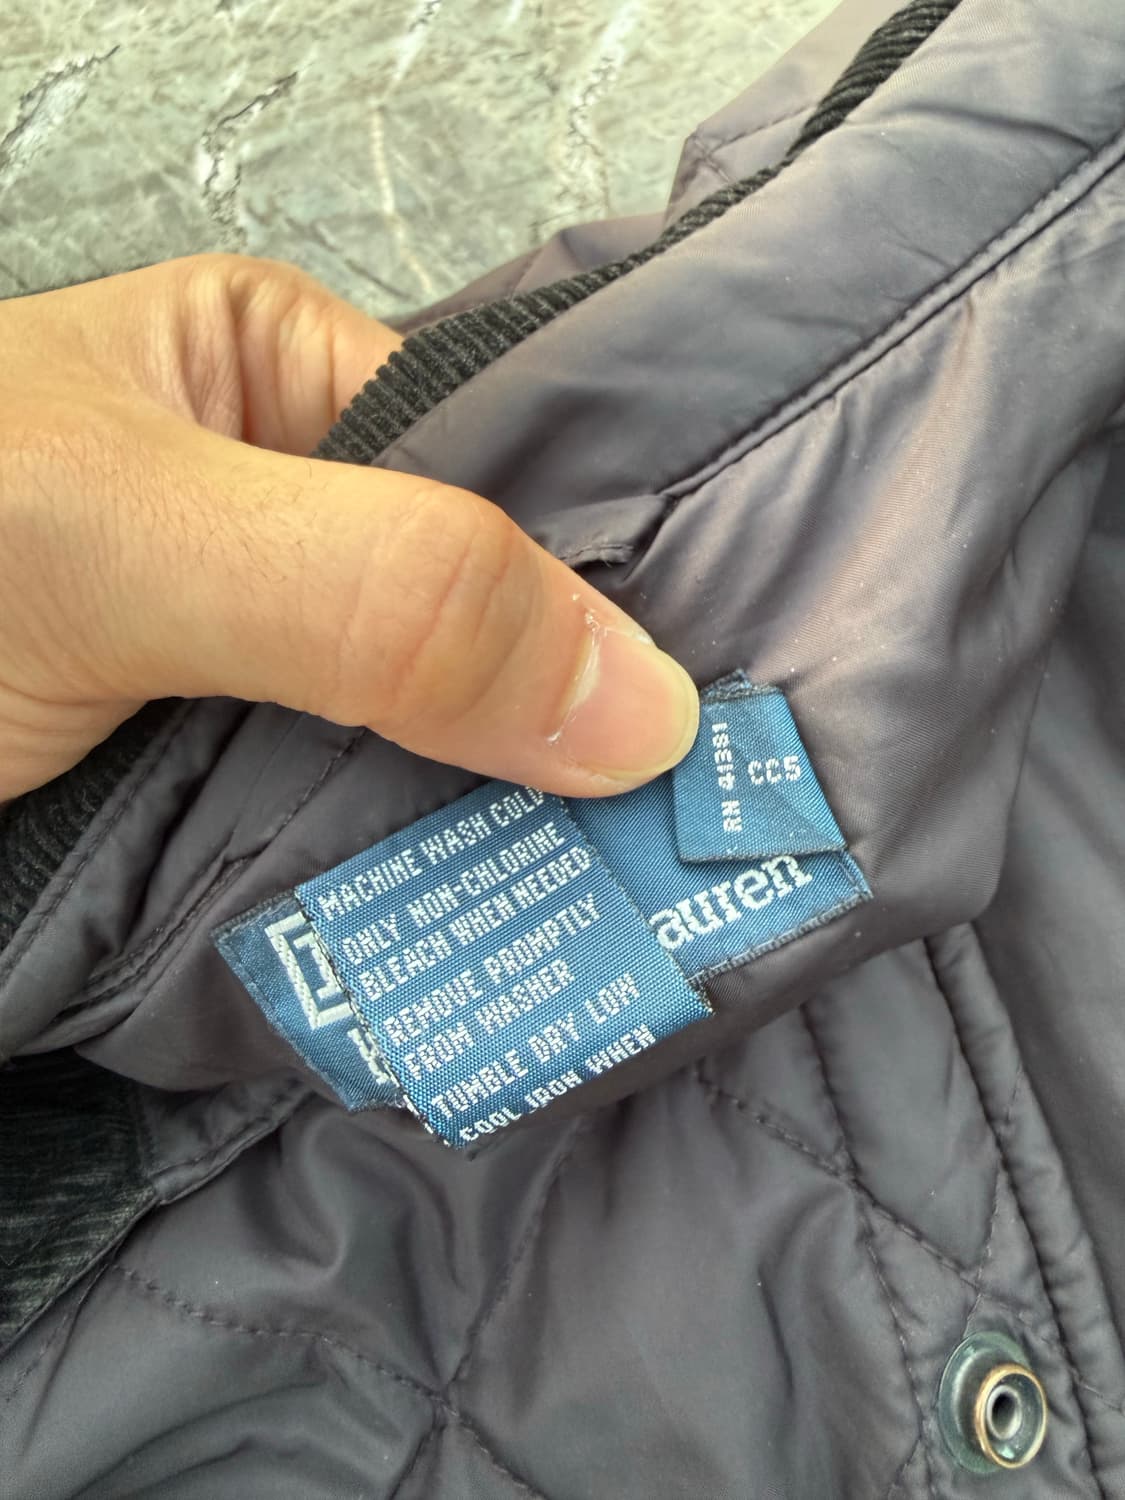 MACHINE WASH COLD
ONLY NON-CHLORINE
BLEACH WHEN NEEDED
REMOVE PROMPTLY
FROM WASHER
TUMBLE DRY LOW
COOL IRON WHEN
RN 41381
CC5
auren